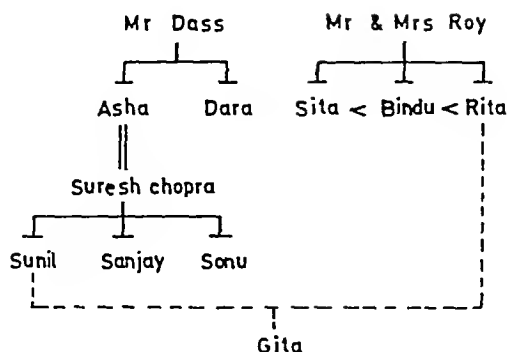 Mr Dass Mr & Mrs Roy
Asha Dara Sita < Bindu < Rita
Suresh chopra
Sunil Sanjay Sonu
Gita